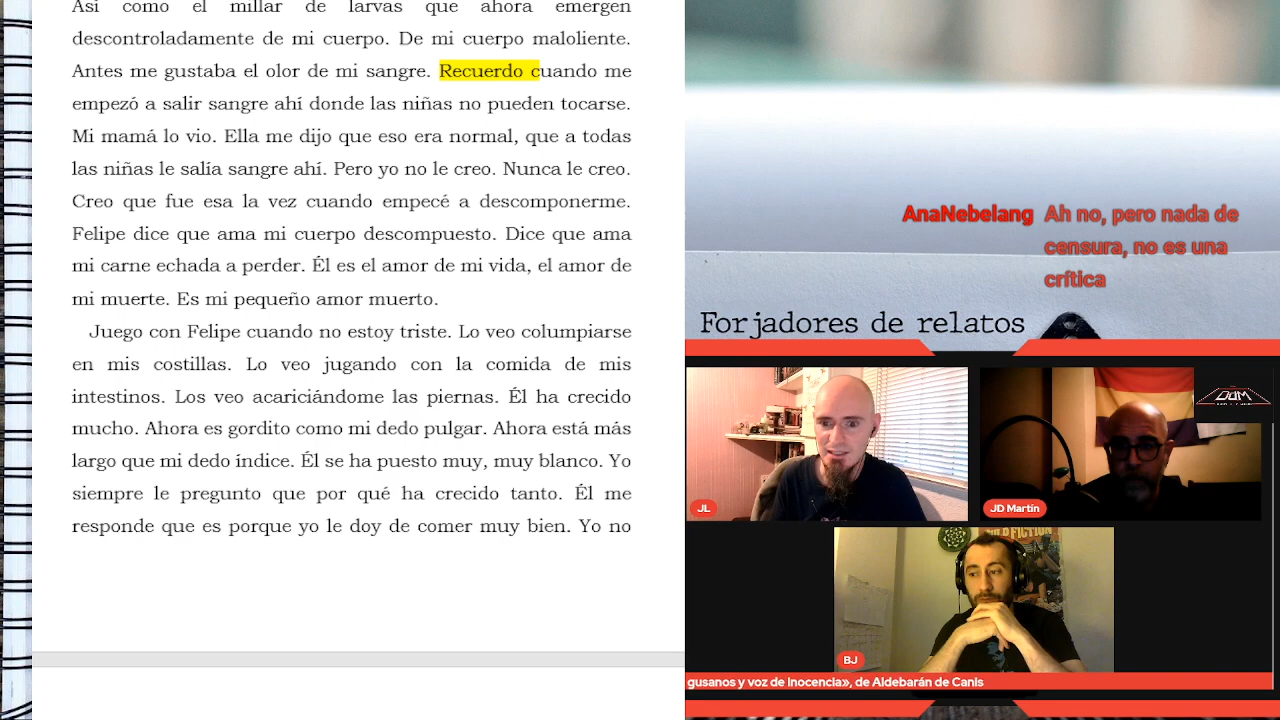 Así como el millar de larvas que ahora emergen
descontroladamente de mi cuerpo. De mi cuerpo maloliente.
Antes me gustaba el olor de mi sangre. Recuerdo cuando me
empezó a salir sangre ahí donde las niñas no pueden tocarse.
Mi mamá lo vio. Ella me dijo que eso era normal, que a todas
las niñas le salía sangre ahí. Pero yo no le creo. Nunca le creo.
Creo que fue esa la vez cuando empecé a descomponerme.
Felipe dice que ama mi cuerpo descompuesto. Dice que ama
mi carne echada a perder. Él es el amor de mi vida, el amor de
mi muerte. Es mi pequeño amor muerto.
Juego con Felipe cuando no estoy triste. Lo veo columpiarse
en mis costillas. Lo veo jugando con la comida de mis
intestinos. Los veo acariciándome las piernas. Él ha crecido
mucho. Ahora es gordito como mi dedo pulgar. Ahora está más
largo que mi dedo índice. Él se ha puesto muy, muy blanco. Yo
siempre le pregunto que por qué ha crecido tanto. Él me
responde que es porque yo le doy de comer muy bien. Yo no
AnaNebelang Ah no, pero nada de
censura, no es una
crítica
Forjadores de relatos
JL
JD Martín
BJ
gusanos y voz de inocencia», de Aldebarán de Canis